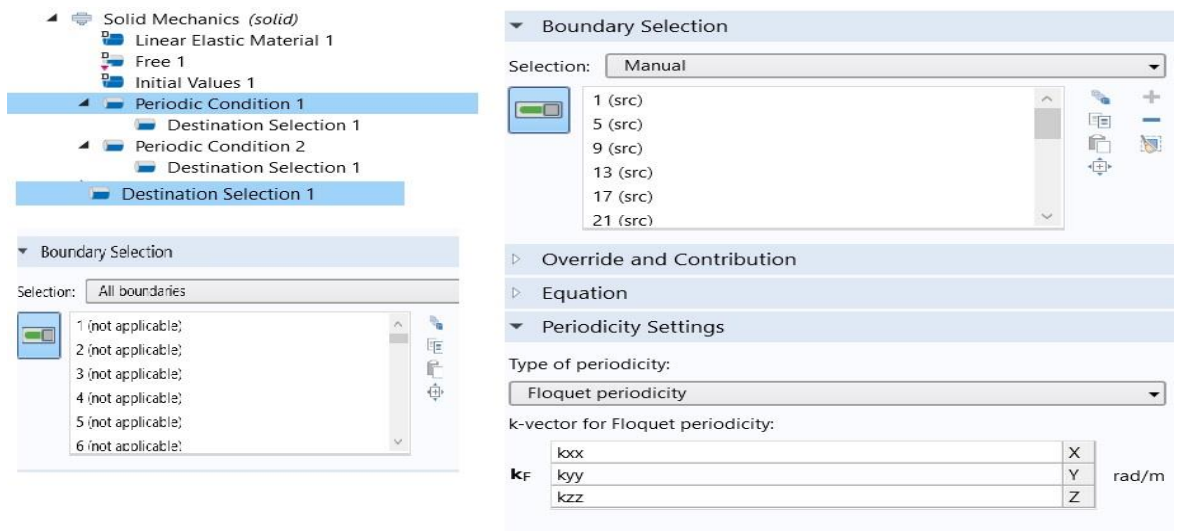 Solid Mechanics (solid)
Linear Elastic Material 1
Free 1
Initial Values 1
Periodic Condition 1
Destination Selection 1
Periodic Condition 2
Destination Selection 1
Destination Selection 1
Boundary Selection
Selection: All boundaries
1 (not applicable)
2 (not applicable)
3 (not applicable)
4 (not applicable)
5 (not applicable)
6 (not applicable)
Boundary Selection
Selection: Manual
1 (src)
5 (src)
9 (src)
13 (src)
17 (src)
21 (src)
Override and Contribution
Equation
Periodicity Settings
Type of periodicity:
Floquet periodicity
k-vector for Floquet periodicity:
kxx X
kF kyy Y rad/m
kzz Z